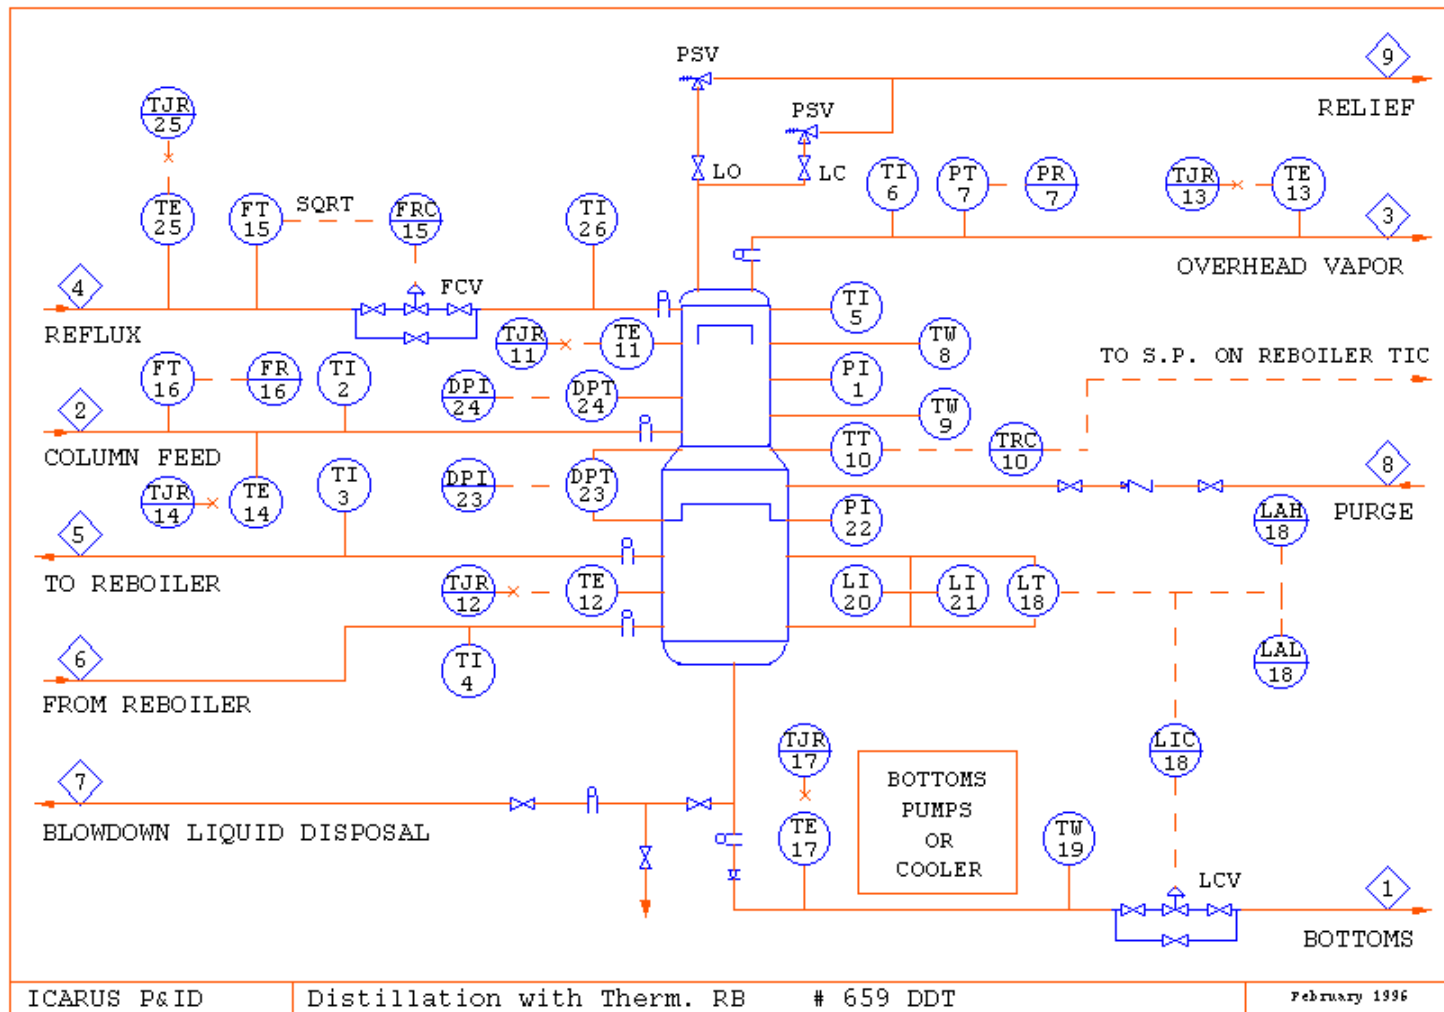 PSV
9
RELIEF
TJR
25
PSV
LO
LC
TI
6
PT
7
PR
7
TJR
13
TE
13
TE
25
FT
15
SQRT
FRC
15
TI
26
3
OVERHEAD VAPOR
4
REFLUX
FCV
TI
5
TJR
11
TE
11
TW
8
TO S.P. ON REBOILER TIC
FT
16
FR
16
TI
2
DPI
24
DPT
24
PI
1
TW
9
2
COLUMN FEED
TT
10
TRC
10
8
PURGE
TJR
14
TE
14
TI
3
DPI
23
DPT
23
PI
22
LAH
18
5
TO REBOILER
TJR
12
TE
12
LI
20
LI
21
LT
18
6
FROM REBOILER
TI
4
LAL
18
7
BLOWDOWN LIQUID DISPOSAL
TJR
17
BOTTOMS
PUMPS
OR
COOLER
LIC
18
TE
17
TW
19
LCV
1
BOTTOMS
ICARUS P&ID
Distillation with Therm. RB # 659 DDT
February 1996